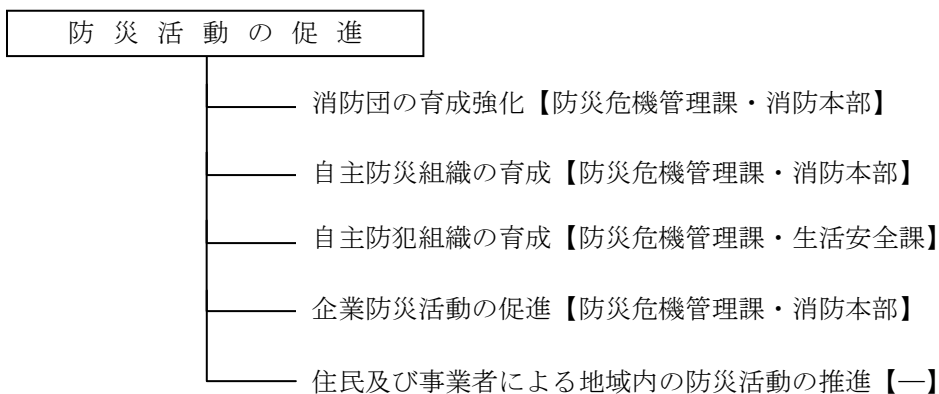 防災活動の促進
消防団の育成強化【防災危機管理課・消防本部】
自主防災組織の育成【防災危機管理課・消防本部】
自主防犯組織の育成【防災危機管理課・生活安全課】
企業防災活動の促進【防災危機管理課・消防本部】
住民及び事業者による地域内の防災活動の推進【―】